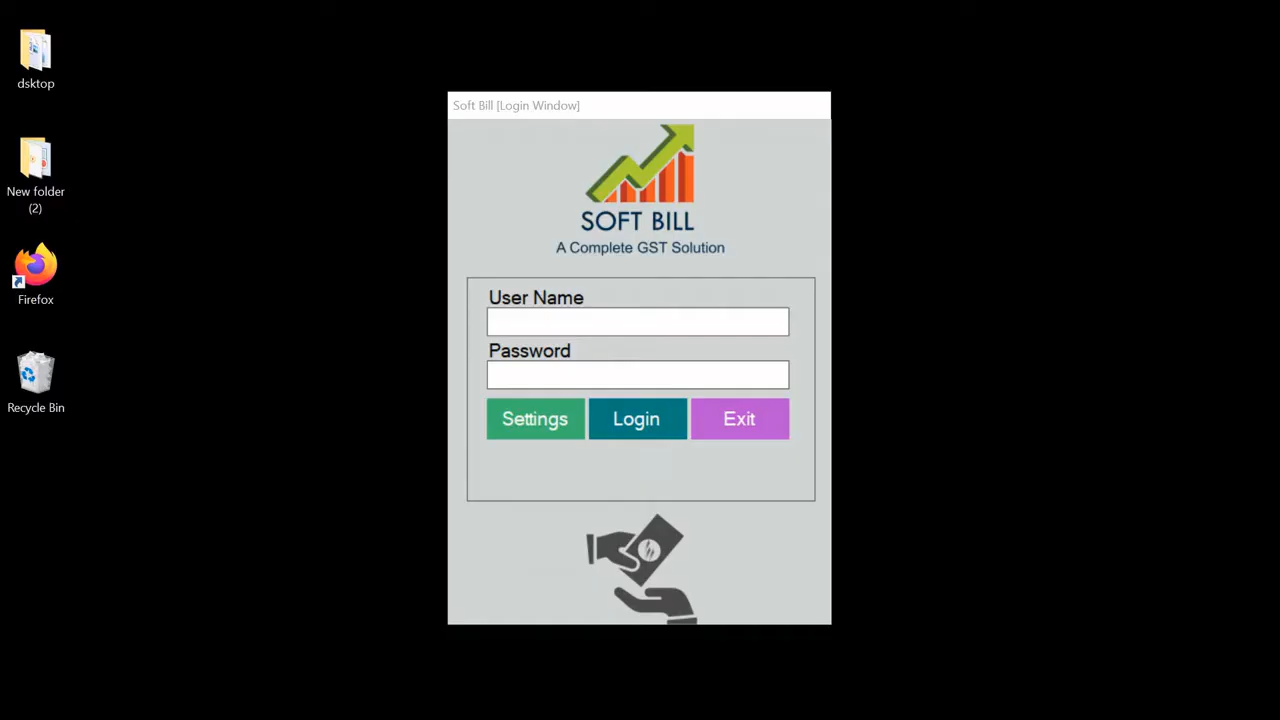 dsktop
New folder
(2)
Firefox
Recycle Bin
Soft Bill [Login Window]
SOFT BILL
A Complete GST Solution
User Name
Password
Settings
Login
Exit